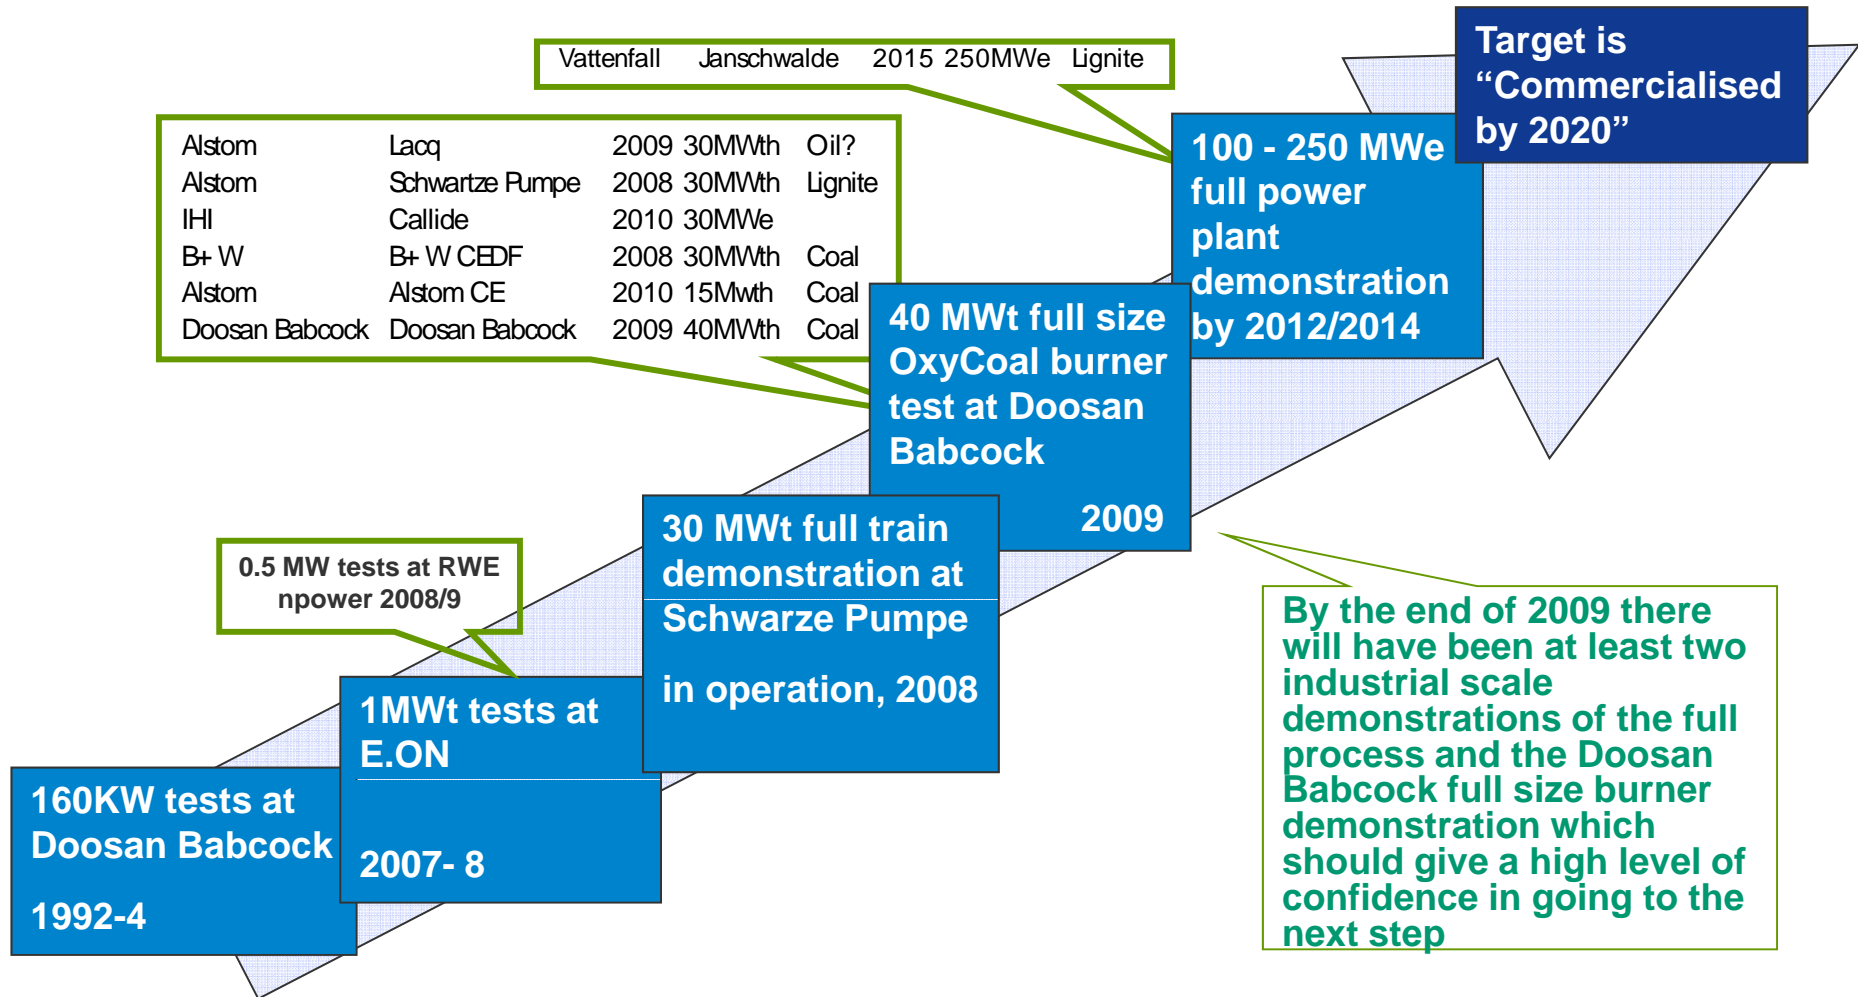 Target is
“Commercialised
by 2020”
Vattenfall Janschwalde 2015 250MWe Lignite
Alstom Lacq 2009 30MWth Oil?
Alstom Schwartze Pumpe 2008 30MWth Lignite
IHI Callide 2010 30MWe
B+ W B+ W CEDF 2008 30MWth Coal
Alstom Alstom CE 2010 15Mwth Coal
Doosan Babcock Doosan Babcock 2009 40MWth Coal
100 - 250 MWe
full power
plant
demonstration
by 2012/2014
40 MWt full size
OxyCoal burner
test at Doosan
Babcock
2009
30 MWt full train
demonstration at
Schwarze Pumpe
in operation, 2008
0.5 MW tests at RWE
npower 2008/9
1MWt tests at
E.ON
2007- 8
160KW tests at
Doosan Babcock
1992-4
By the end of 2009 there
will have been at least two
industrial scale
demonstrations of the full
process and the Doosan
Babcock full size burner
demonstration which
should give a high level of
confidence in going to the
next step